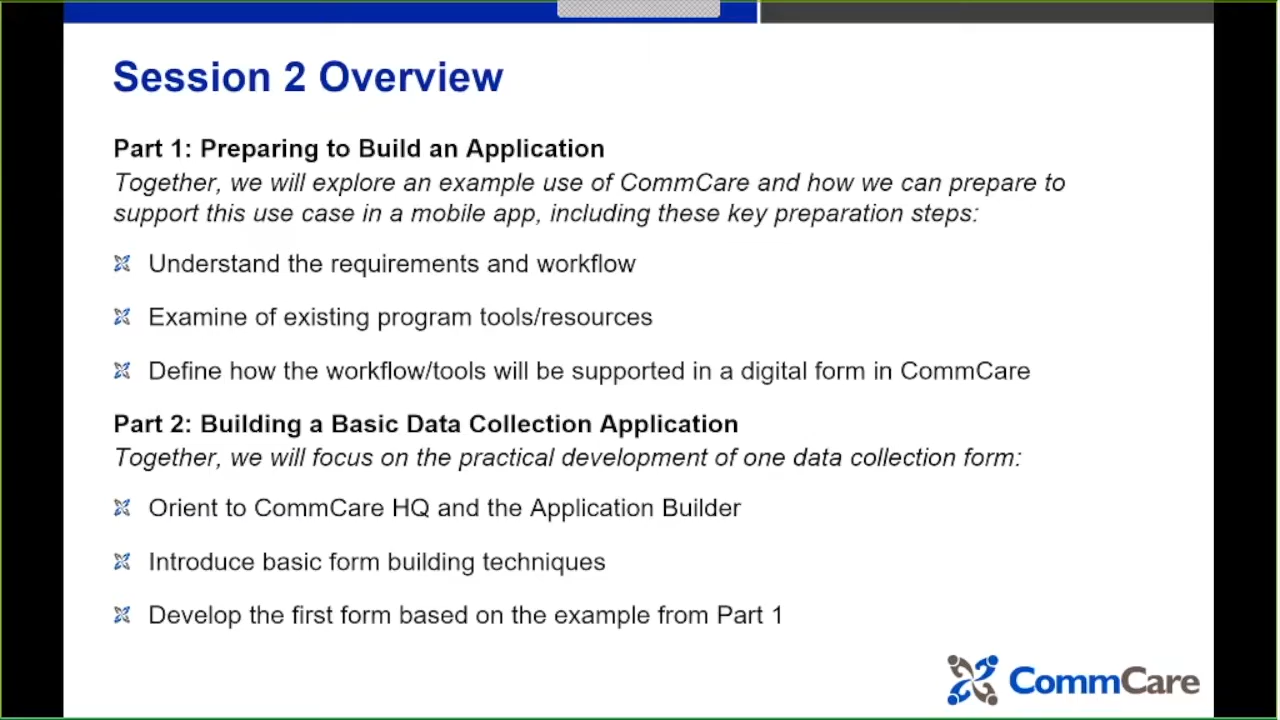 Session 2 Overview
Part 1: Preparing to Build an Application
Together, we will explore an example use of CommCare and how we can prepare to
support this use case in a mobile app, including these key preparation steps:
Understand the requirements and workflow
Examine of existing program tools/resources
Define how the workflow/tools will be supported in a digital form in CommCare
Part 2: Building a Basic Data Collection Application
Together, we will focus on the practical development of one data collection form:
Orient to CommCare HQ and the Application Builder
Introduce basic form building techniques
Develop the first form based on the example from Part 1
CommCare